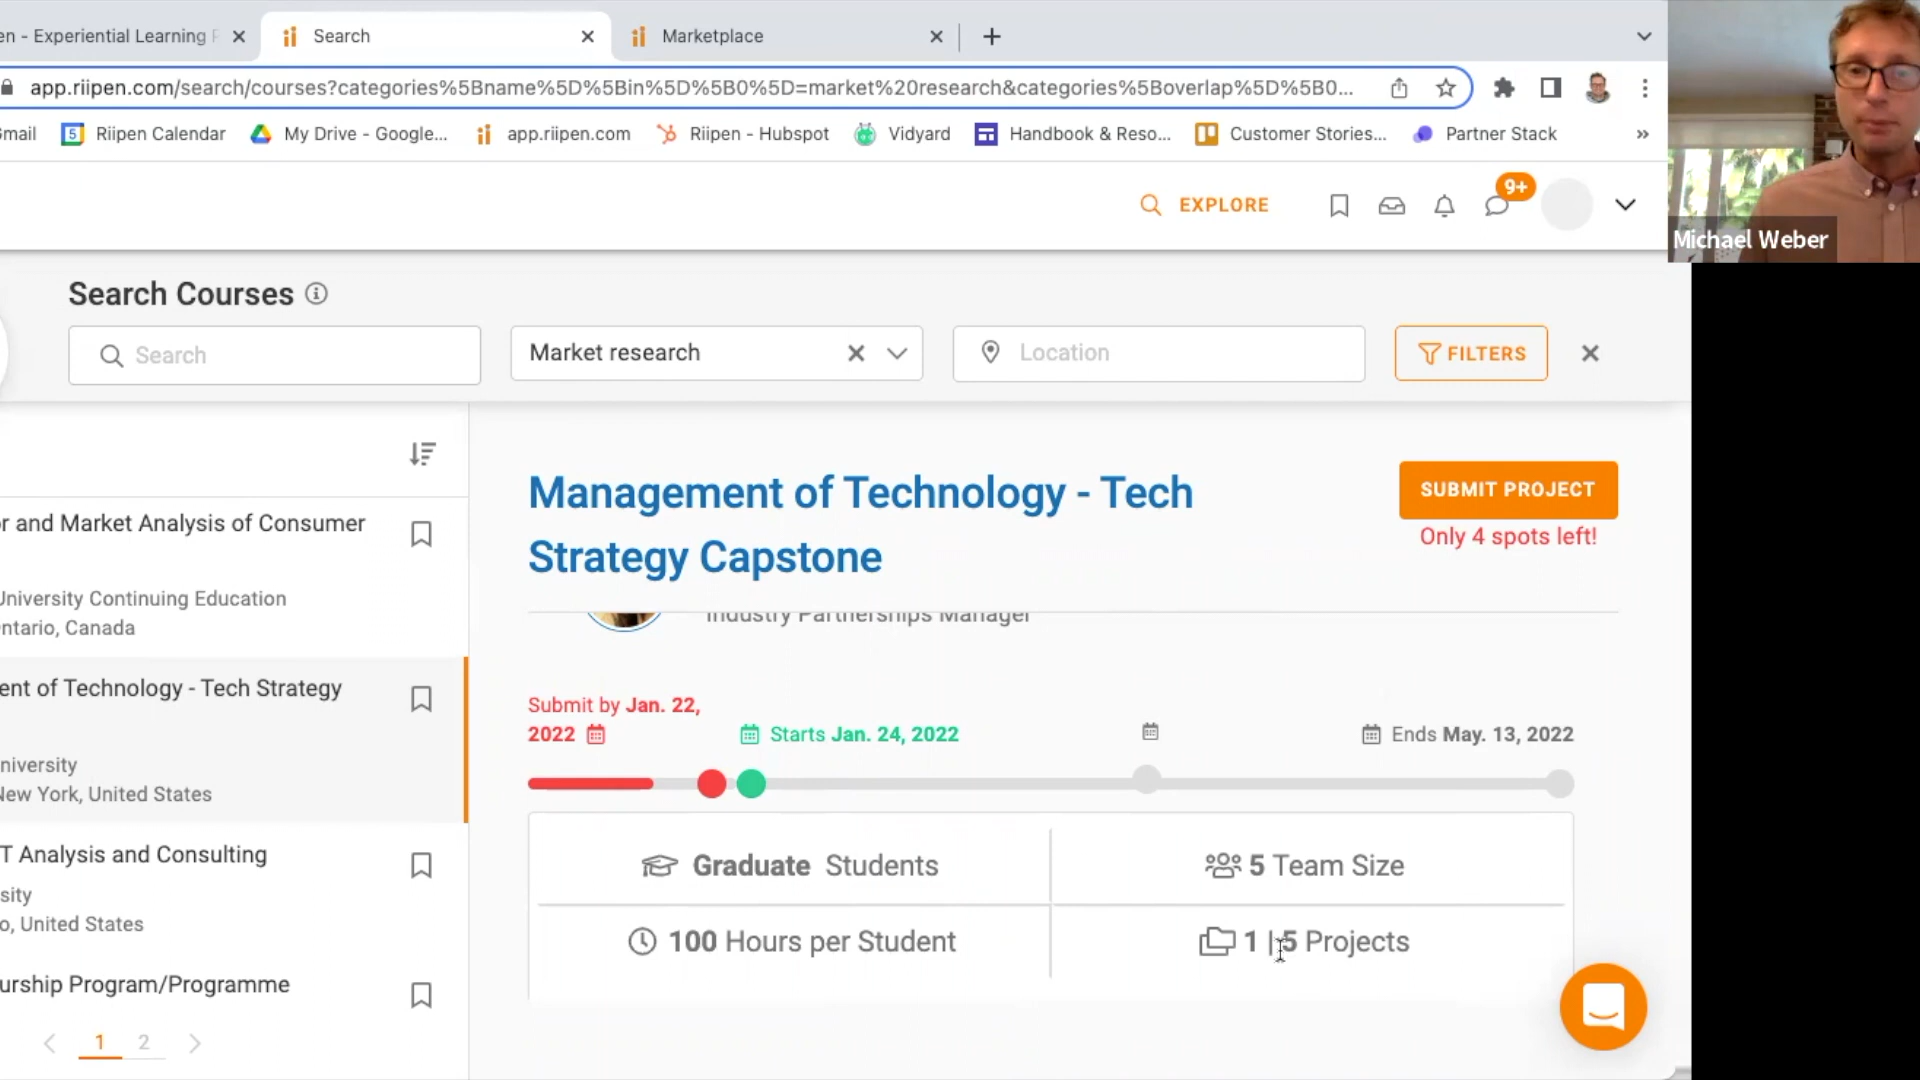 en - Experiential Learning
Search
Marketplace
app.riipen.com/search/courses?categories%5Bname%5D%5Bin%5D%5B0%5D=market%20research&categories%5Boverlap%5D%5B0...
Gmail
5
Riipen Calendar
My Drive - Google...
app.riipen.com
Riipen - Hubspot
Vidyard
Handbook & Reso...
Customer Stories...
Partner Stack
»
EXPLORE
9+
Michael Weber
Search Courses
Search
Market research
Location
FILTERS
Management of Technology - Tech
Strategy Capstone
SUBMIT PROJECT
Only 4 spots left!
Industry Partnerships Manager
or and Market Analysis of Consumer
University Continuing Education
Ontario, Canada
ent of Technology - Tech Strategy
niversity
New York, United States
T Analysis and Consulting
sity
o, United States
urship Program/Programme
1
2
Submit by Jan. 22,
2022
Starts Jan. 24, 2022
Ends May. 13, 2022
Graduate Students
5 Team Size
100 Hours per Student
1 | 5 Projects